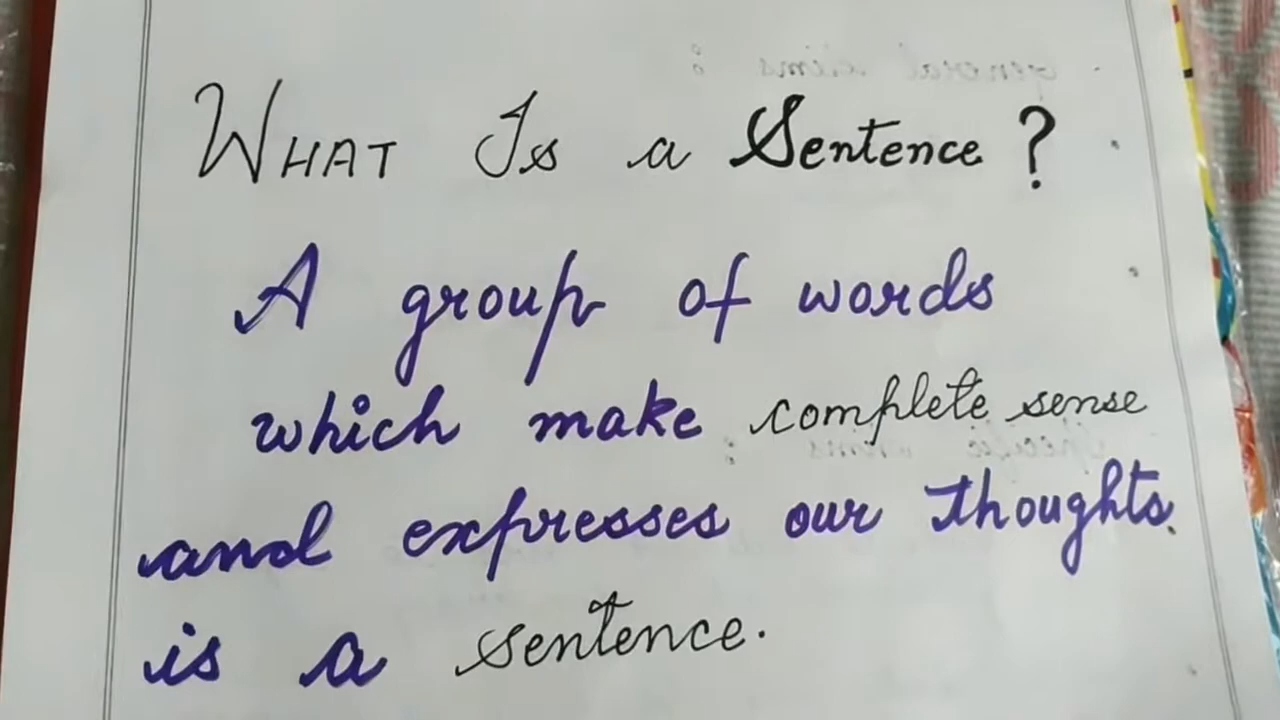 WHAT Is a Sentence ?
A group of words
which make complete sense
and expresses our thoughts.
is a sentence.